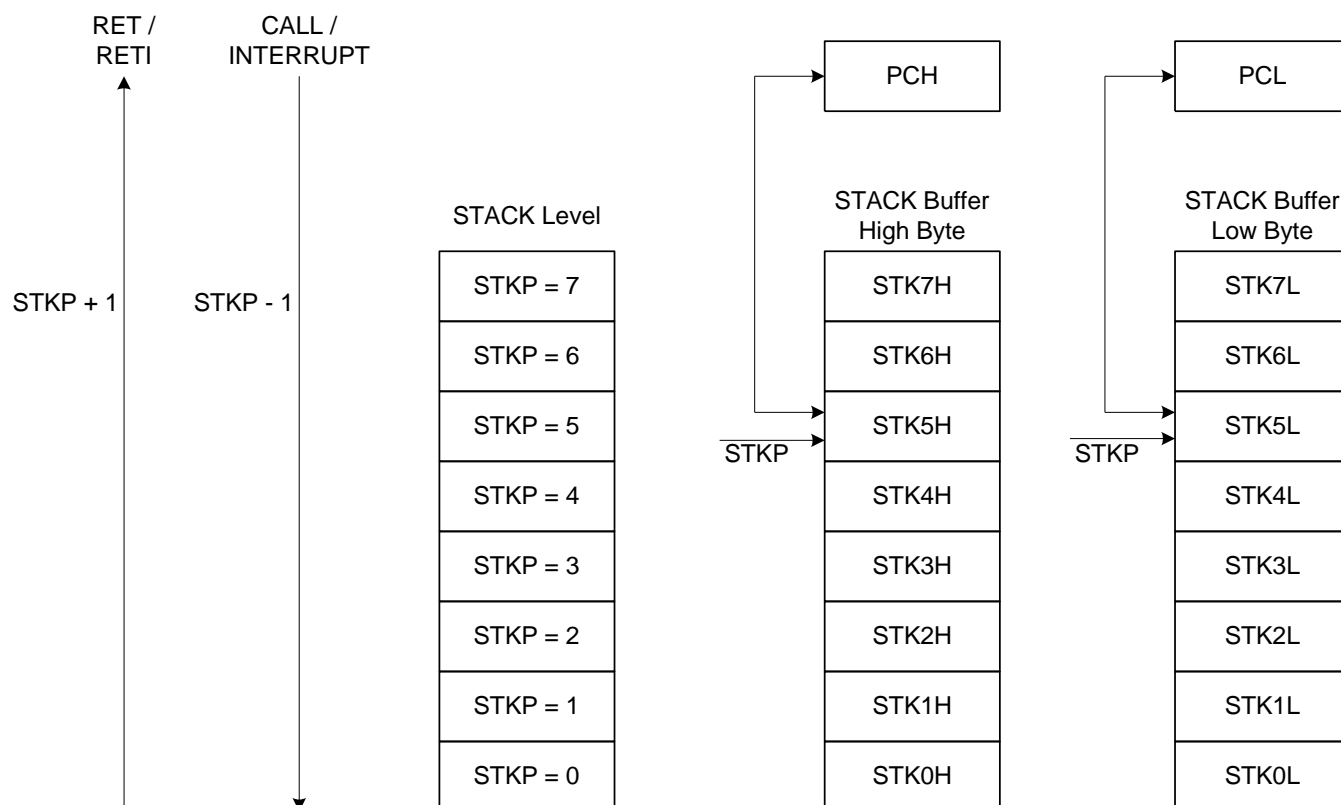 RET /
RETI
CALL /
INTERRUPT
PCH
PCL
STACK Level
STACK Buffer
High Byte
STACK Buffer
Low Byte
STKP + 1
STKP - 1
STKP = 7
STK7H
STK7L
STKP = 6
STK6H
STK6L
STKP = 5
STK5H
STK5L
STKP
STKP
STKP = 4
STK4H
STK4L
STKP = 3
STK3H
STK3L
STKP = 2
STK2H
STK2L
STKP = 1
STK1H
STK1L
STKP = 0
STK0H
STK0L